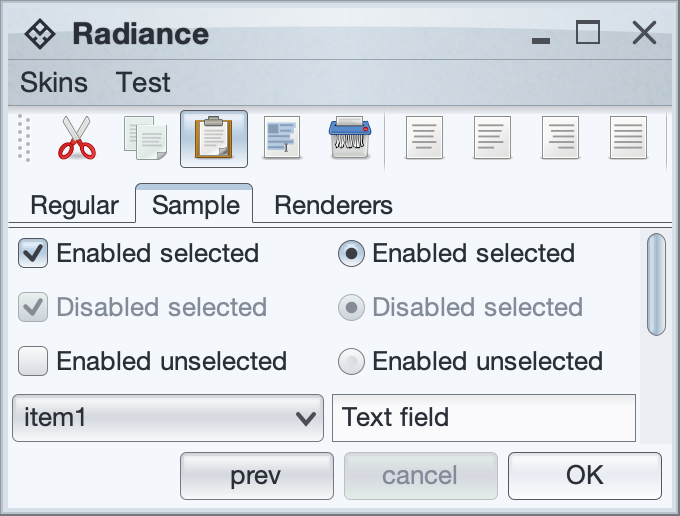 Radiance
Skins Test
Regular Sample Renderers
Enabled selected Enabled selected
Disabled selected Disabled selected
Enabled unselected Enabled unselected
item1 Text field
prev cancel OK